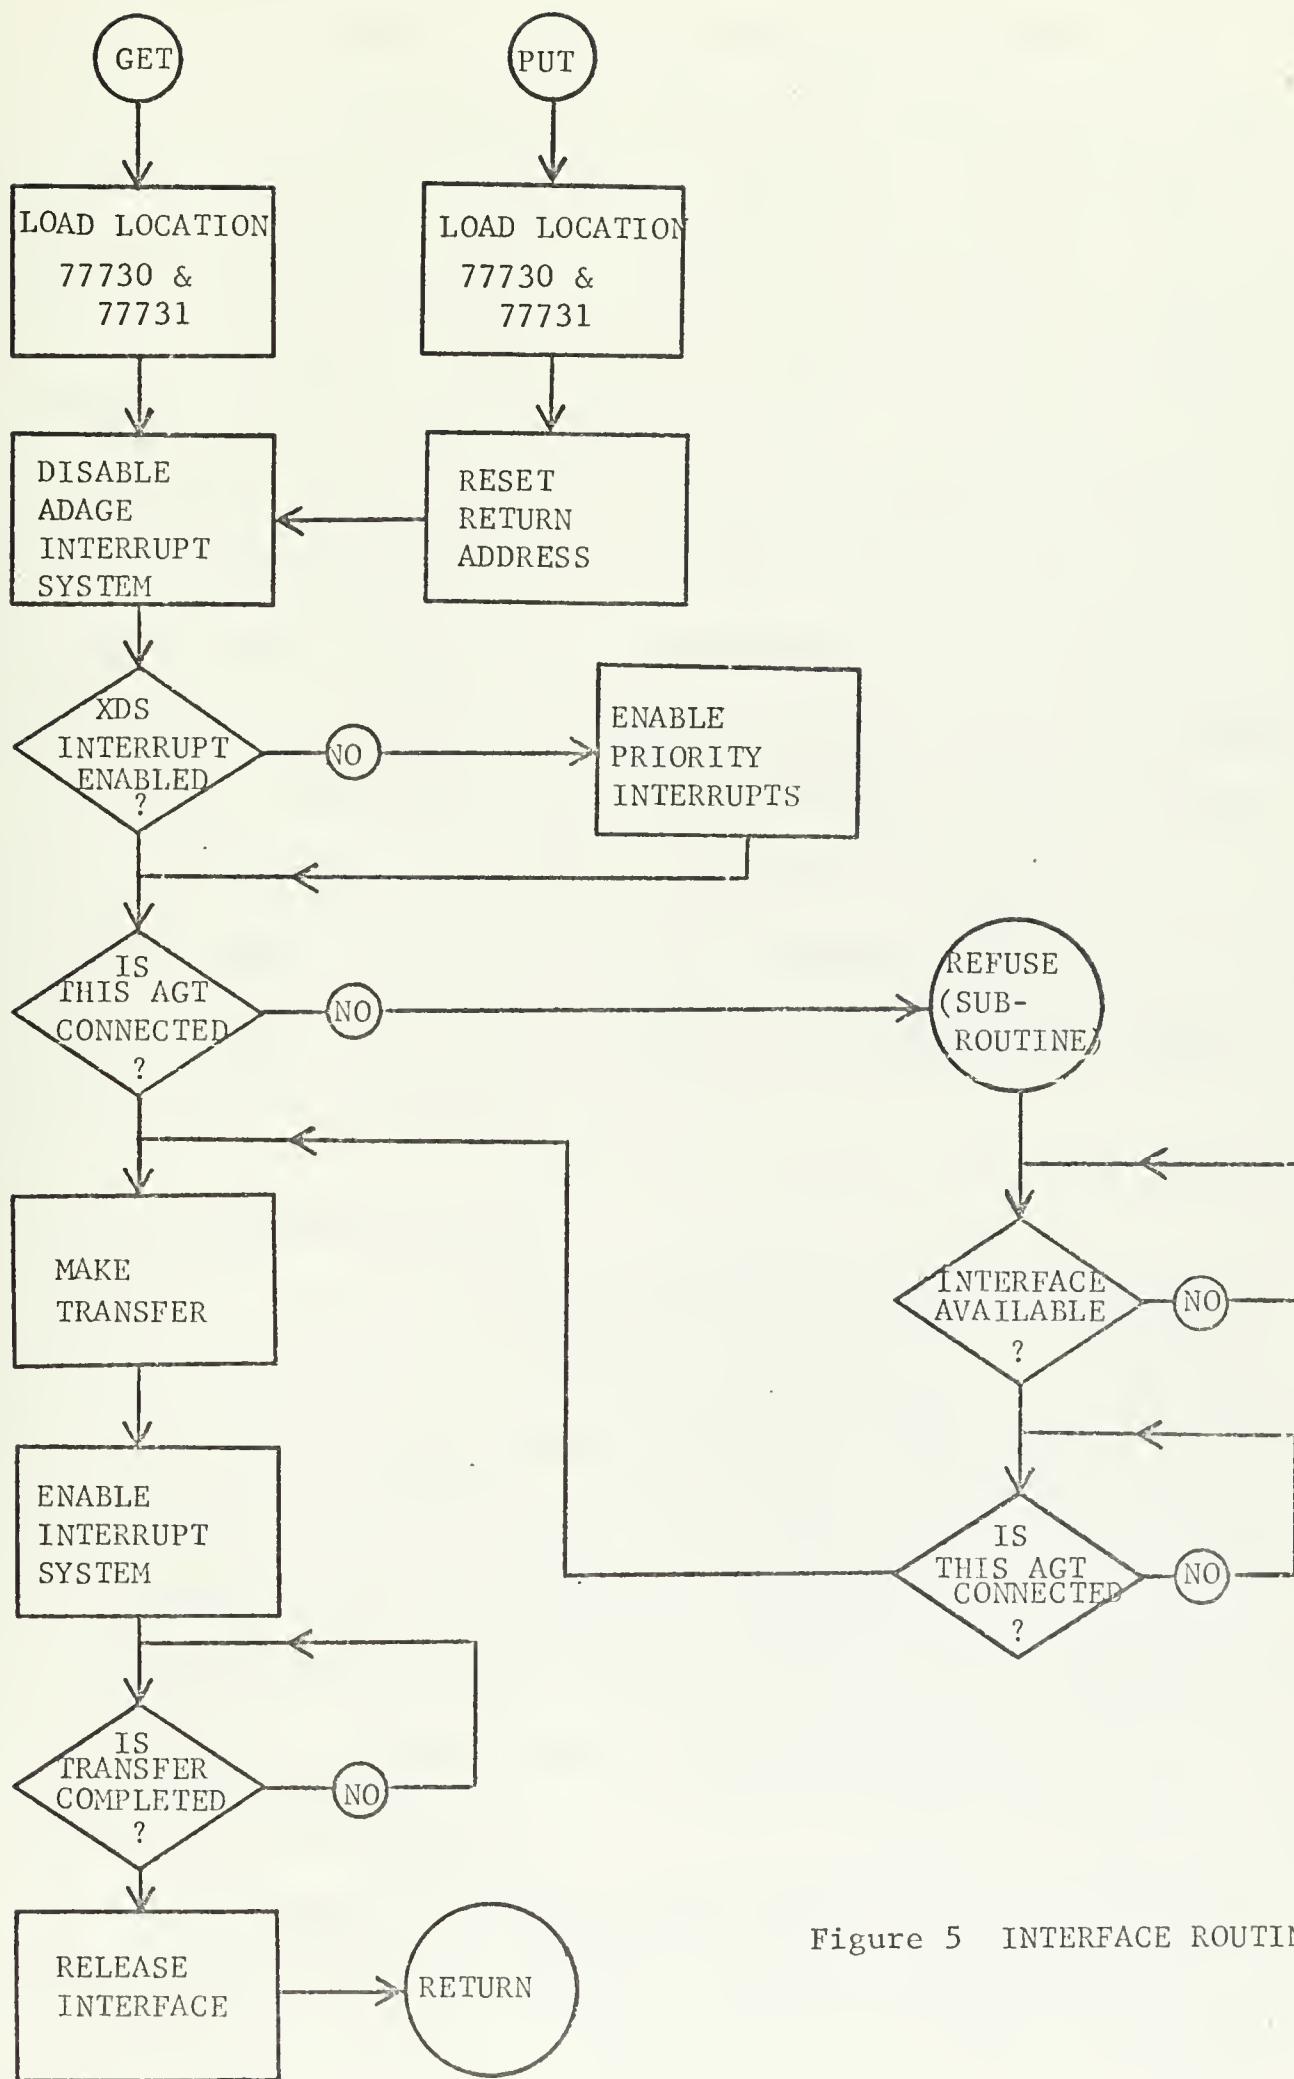 GET
PUT
LOAD LOCATION
77730 &
77731
LOAD LOCATION
77730 &
77731
DISABLE
ADAGE
INTERRUPT
SYSTEM
RESET
RETURN
ADDRESS
XDS
INTERRUPT
ENABLED
?
NO
ENABLE
PRIORITY
INTERRUPTS
IS
THIS AGT
CONNECTED
?
NO
REFUSE
(SUB-
ROUTINE)
MAKE
TRANSFER
INTERFACE
AVAILABLE
?
NO
ENABLE
INTERRUPT
SYSTEM
IS
THIS AGT
CONNECTED
?
NO
IS
TRANSFER
COMPLETED
?
NO
RELEASE
INTERFACE
RETURN
Figure 5 INTERFACE ROUTIN